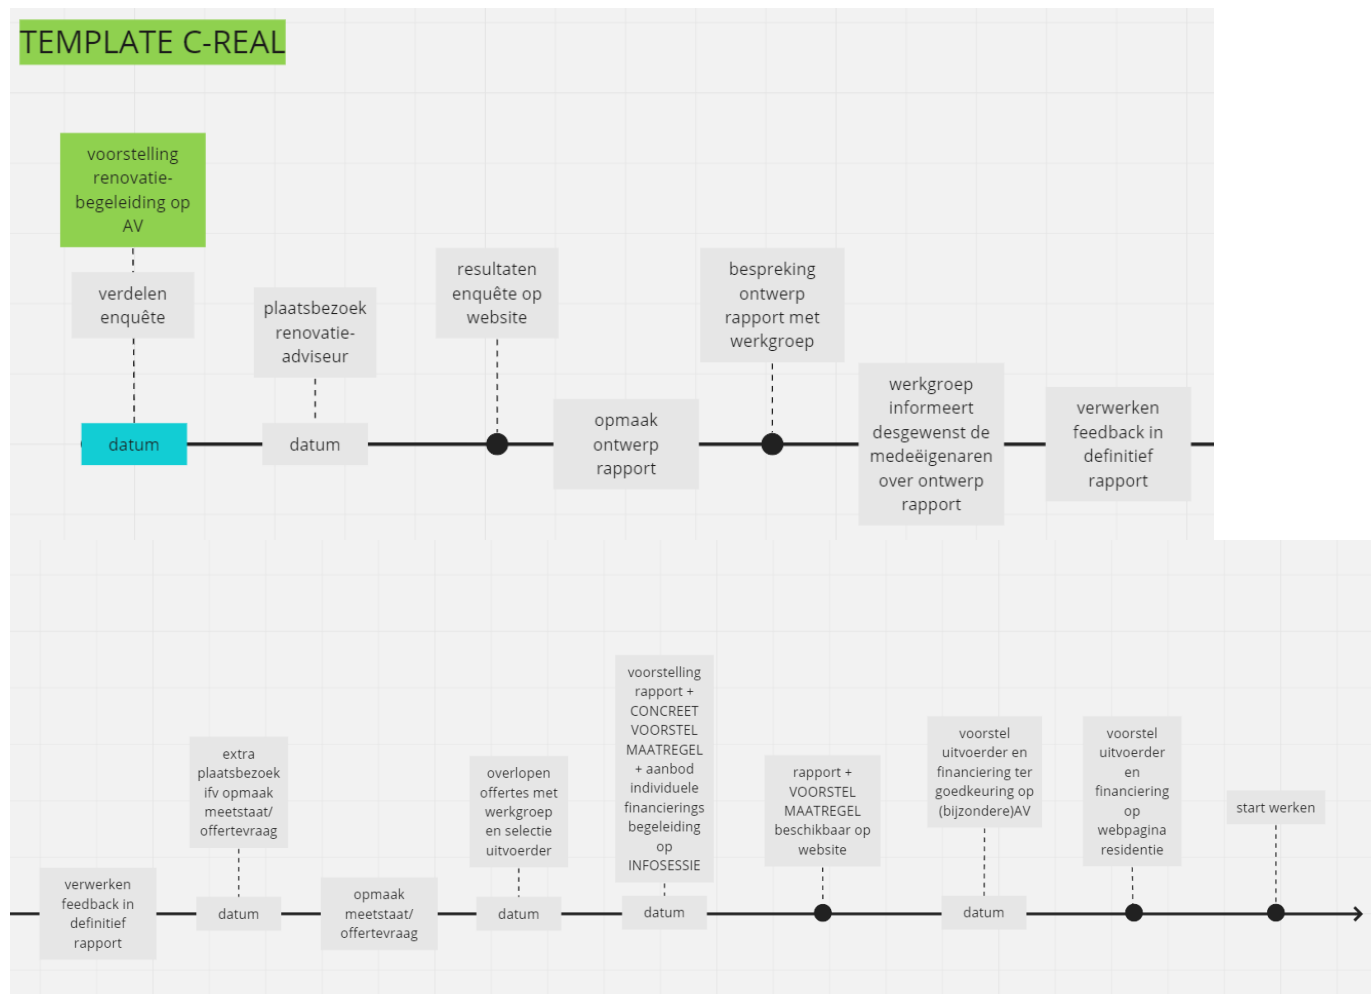 TEMPLATE C-REAL
voorstelling
renovatie-
begeleiding op
AV
verdelen
enquête
datum
plaatsbezoek
renovatie-
adviseur
datum
resultaten
enquête op
website
opmaak
ontwerp
rapport
bespreking
ontwerp
rapport met
werkgroep
werkgroep
informeert
desgewenst de
medeëigenaren
over ontwerp
rapport
verwerken
feedback in
definitief
rapport
verwerken
feedback in
definitief
rapport
extra
plaatsbezoek
ifv opmaak
meetstaat/
offertevraag
datum
opmaak
meetstaat/
offertevraag
overlopen
offertes met
werkgroep
en selectie
uitvoerder
datum
voorstelling
rapport +
CONCREET
VOORSTEL
MAATREGEL
+ aanbod
individuele
financierings
begeleiding
op
INFOSESSIE
datum
rapport +
VOORSTEL
MAATREGEL
beschikbaar op
website
voorstel
uitvoerder en
financiering ter
goedkeuring op
(bijzondere)AV
datum
voorstel
uitvoerder
en
financiering
op
webpagina
residentie
start werken